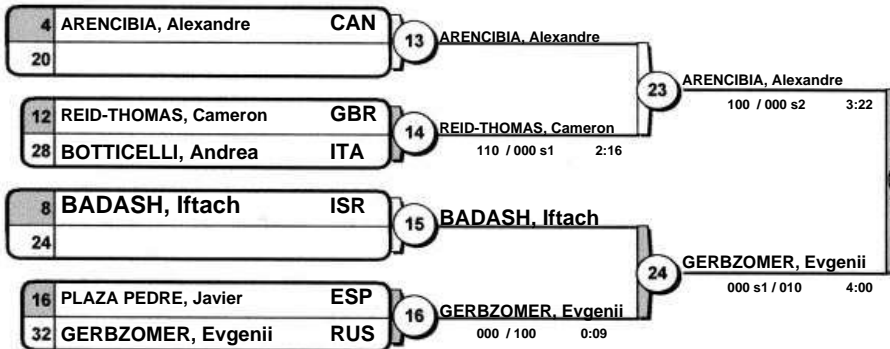 4 ARENCIBIA, Alexandre CAN
20
13
ARENCIBIA, Alexandre
12 REID-THOMAS, Cameron GBR
28 BOTTICELLI, Andrea ITA
14
REID-THOMAS, Cameron
110 / 000 s1 2:16
23
ARENCIBIA, Alexandre
100 / 000 s2 3:22
8 BADASH, Iftach ISR
24
15
BADASH, Iftach
16 PLAZA PEDRE, Javier ESP
32 GERBZOMER, Evgenii RUS
16
GERBZOMER, Evgenii
000 / 100 0:09
24
GERBZOMER, Evgenii
000 s1 / 010 4:00